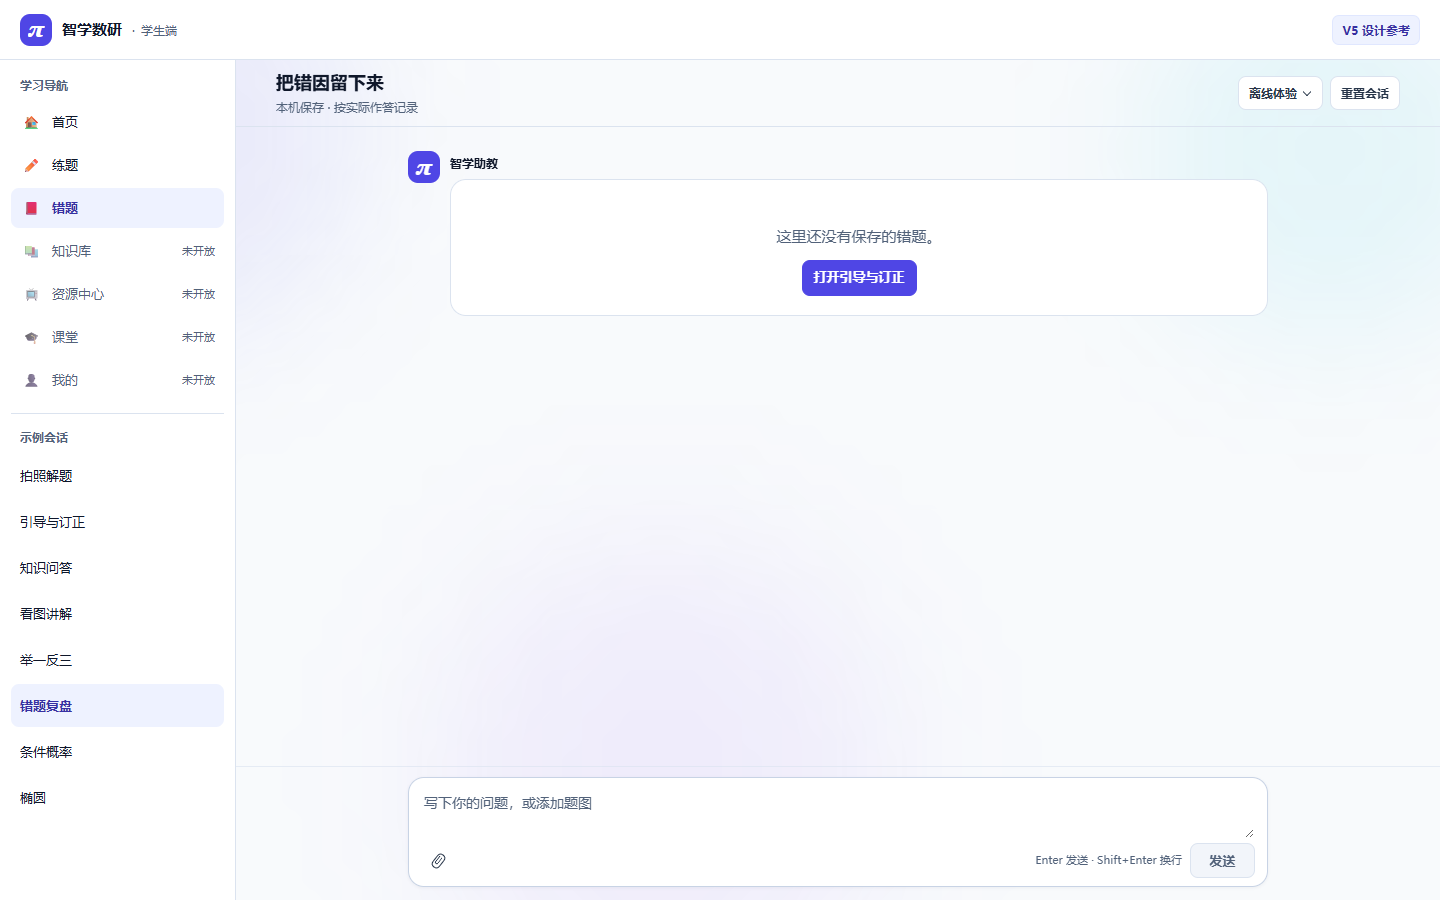 π 智学数研 · 学生端
V5 设计参考
学习导航
首页
练题
错题
知识库 未开放
资源中心 未开放
课堂 未开放
我的 未开放
示例会话
拍照解题
引导与订正
知识问答
看图讲解
举一反三
错题复盘
条件概率
椭圆
把错因留下来
本机保存 · 按实际作答记录
离线体验
重置会话
π 智学助教
这里还没有保存的错题。
打开引导与订正
写下你的问题，或添加题图
Enter 发送 · Shift+Enter 换行
发送